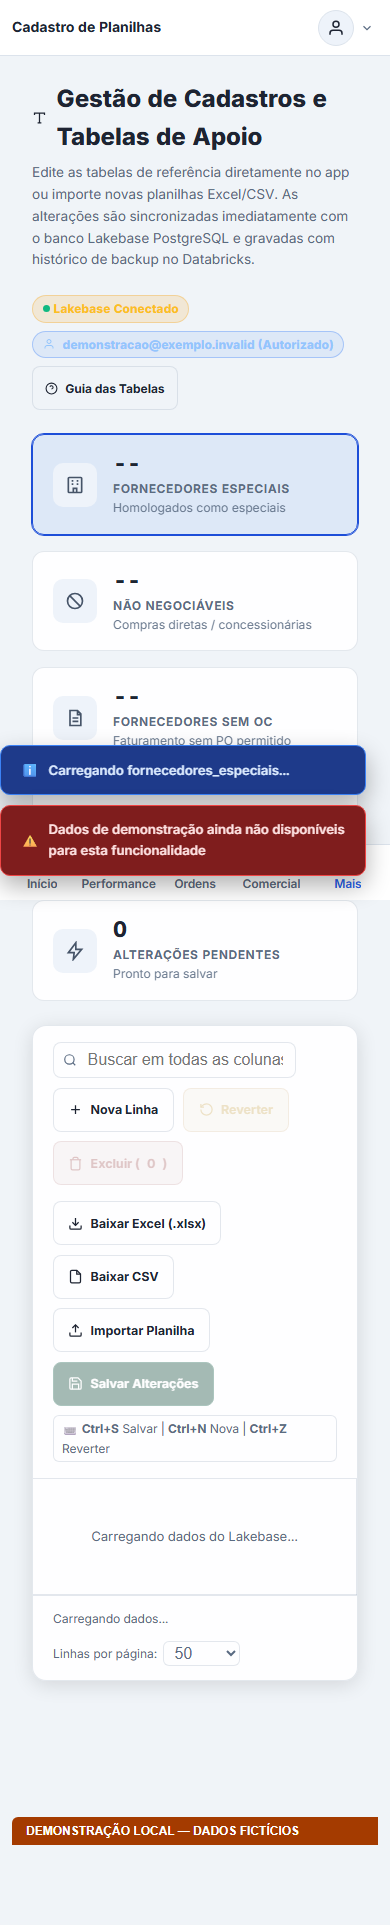 Cadastro de Planilhas
Gestão de Cadastros e
Tabelas de Apoio
Edite as tabelas de referência diretamente no app
ou importe novas planilhas Excel/CSV. As
alterações são sincronizadas imediatamente com
o banco Lakebase PostgreSQL e gravadas com
histórico de backup no Databricks.
Lakebase Conectado
demonstracao@exemplo.invalid (Autorizado)
Guia das Tabelas
--
FORNECEDORES ESPECIAIS
Homologados como especiais
--
NÃO NEGOCIÁVEIS
Compras diretas / concessionárias
--
FORNECEDORES SEM OC
Faturamento sem PO permitido
Carregando fornecedores_especiais...
Dados de demonstração ainda não disponíveis
para esta funcionalidade
Início Performance Ordens Comercial Mais
0
ALTERAÇÕES PENDENTES
Pronto para salvar
Buscar em todas as colunas
Nova Linha Reverter
Excluir ( 0 )
Baixar Excel (.xlsx)
Baixar CSV
Importar Planilha
Salvar Alterações
Ctrl+S Salvar | Ctrl+N Nova | Ctrl+Z
Reverter
Carregando dados do Lakebase...
Carregando dados...
Linhas por página: 50
DEMONSTRAÇÃO LOCAL — DADOS FICTÍCIOS